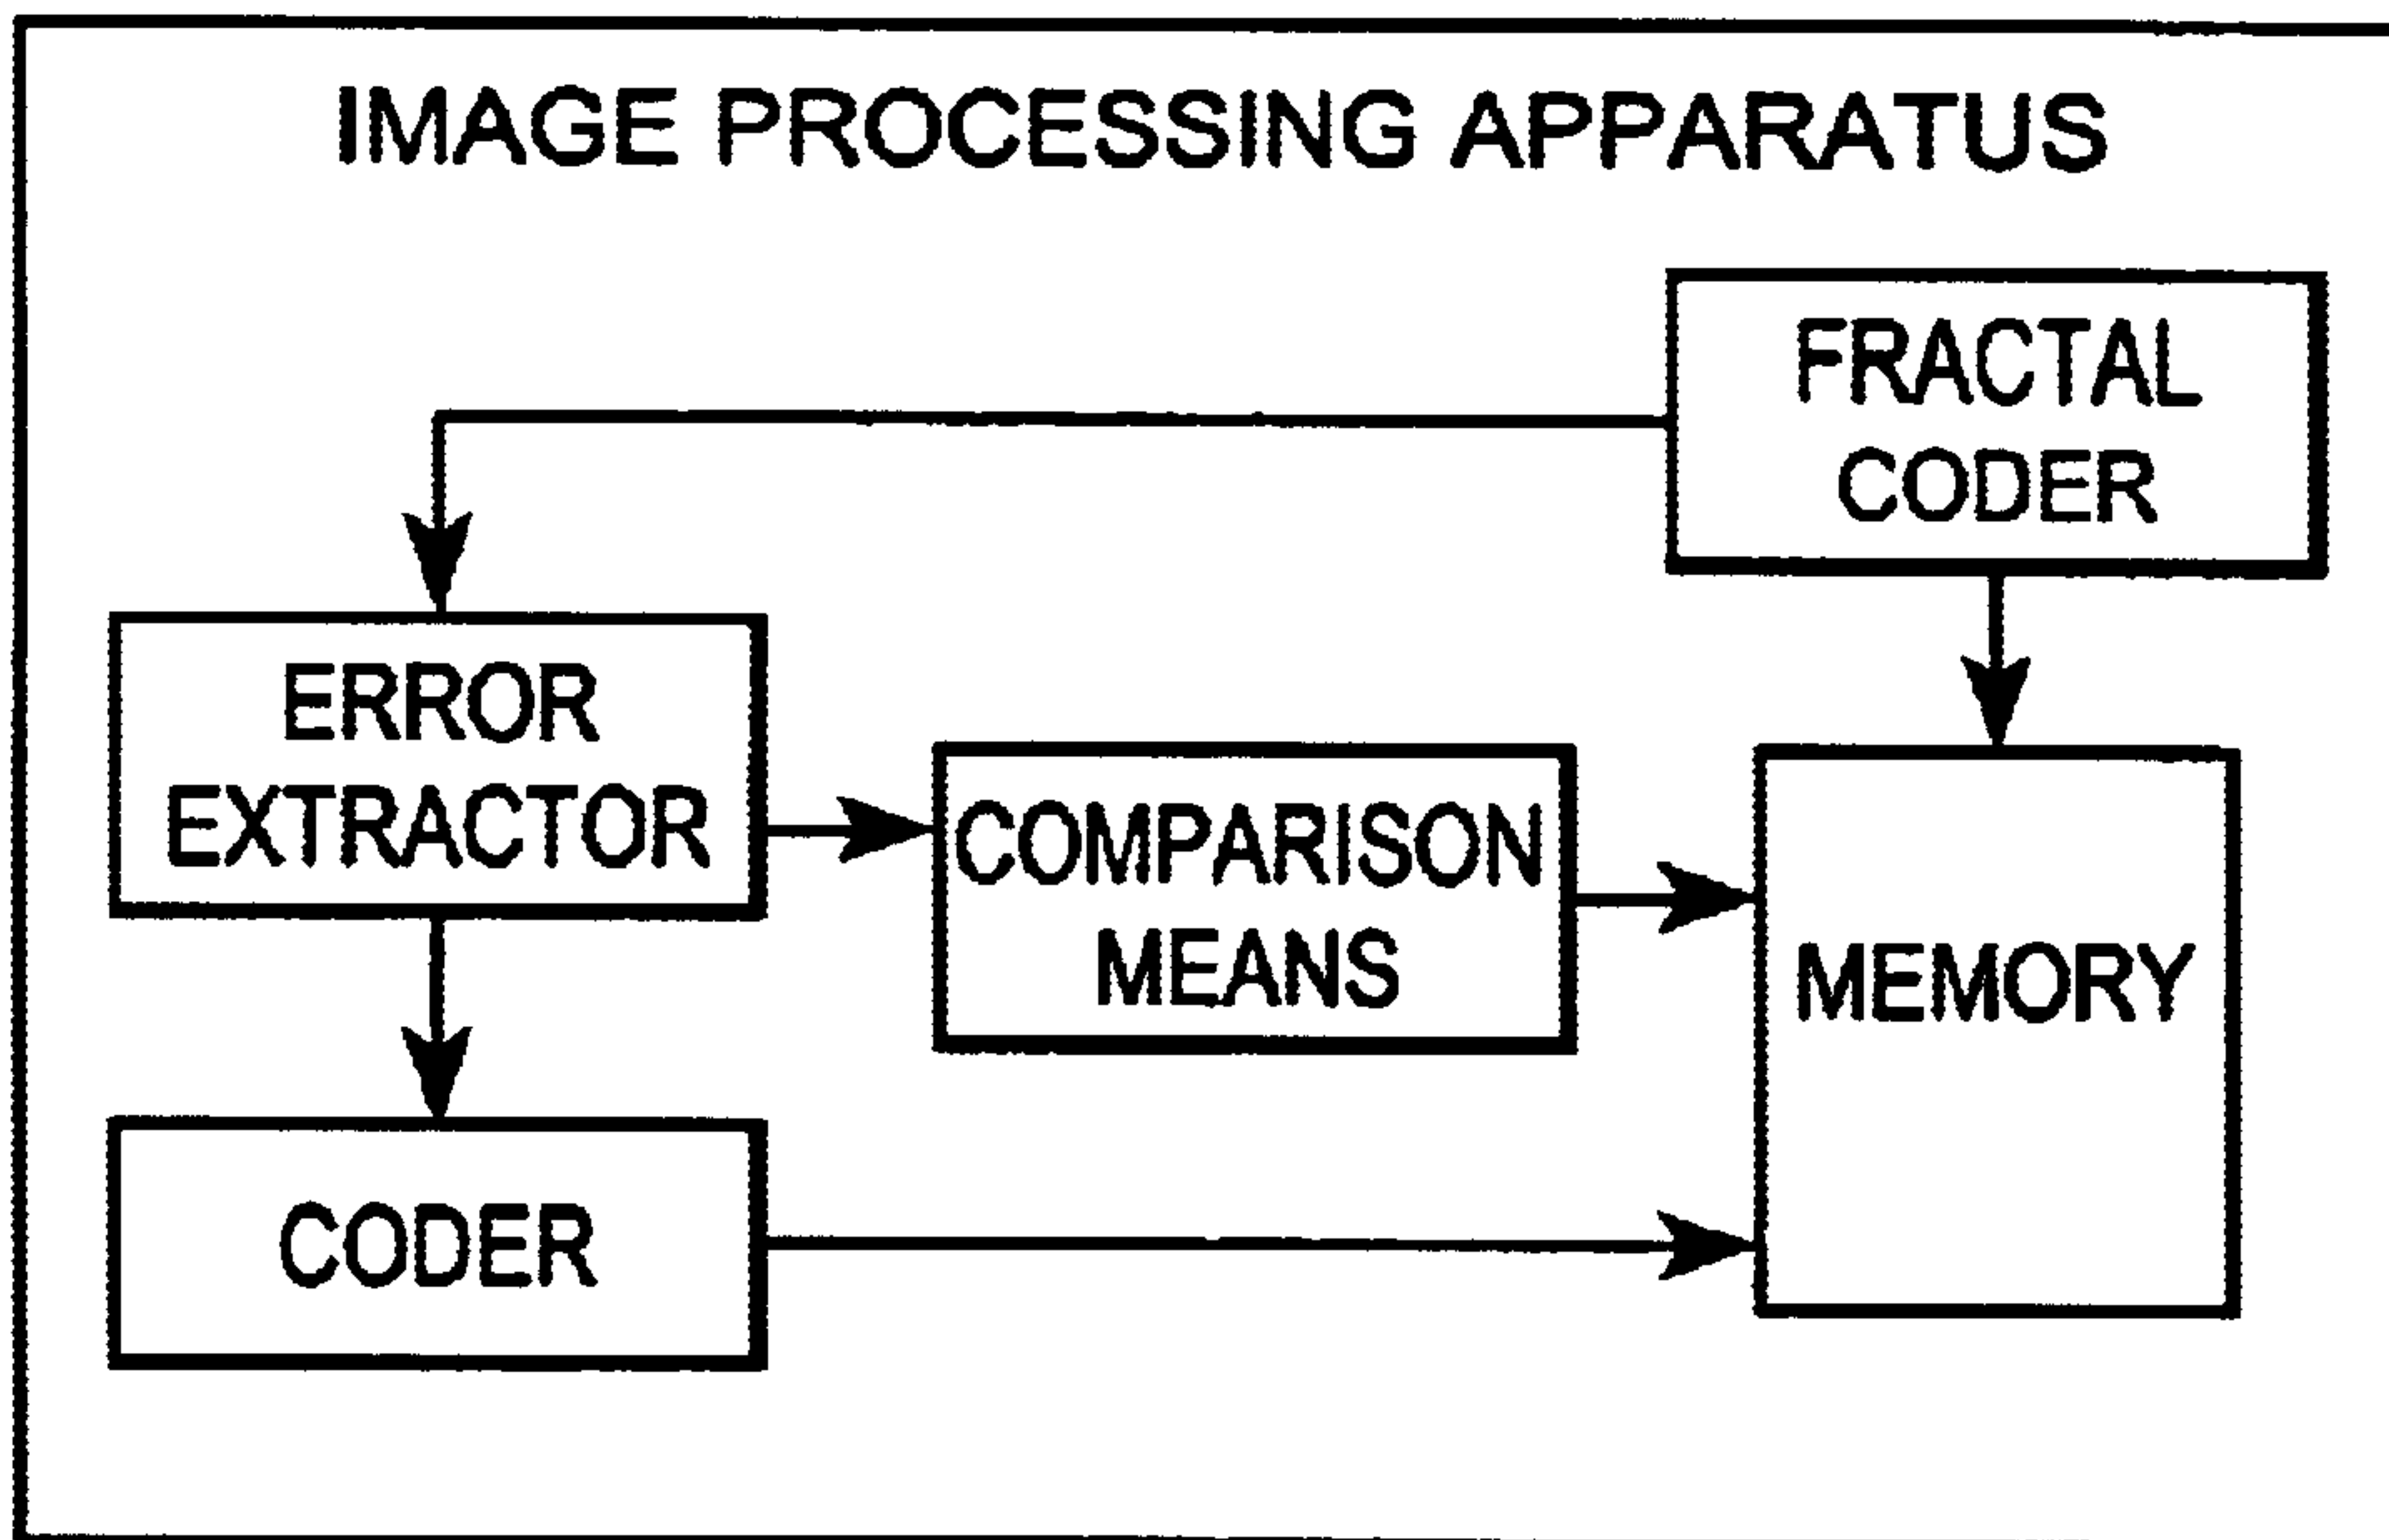 IMAGE PROCESSING APPARATUS
FRACTAL
CODER
ERROR
EXTRACTOR
COMPARISON
MEANS
MEMORY
CODER